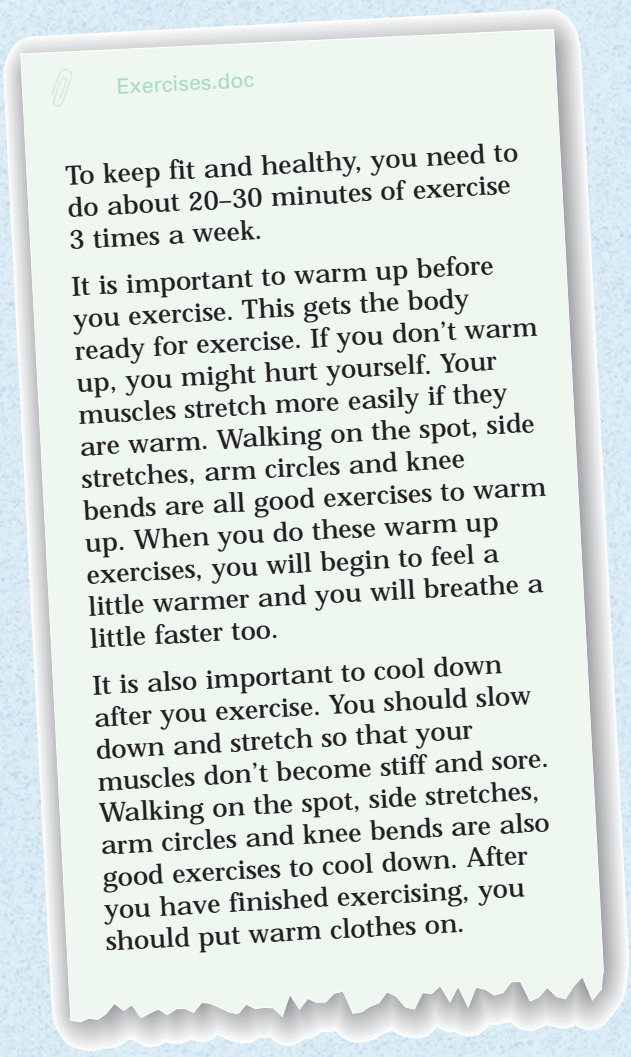 Exercises.doc
To keep fit and healthy, you need to
do about 20–30 minutes of exercise
3 times a week.
It is important to warm up before
you exercise. This gets the body
ready for exercise. If you don't warm
up, you might hurt yourself. Your
muscles stretch more easily if they
are warm. Walking on the spot, side
stretches, arm circles and knee
bends are all good exercises to warm
up. When you do these warm up
exercises, you will begin to feel a
little warmer and you will breathe a
little faster too.
It is also important to cool down
after you exercise. You should slow
down and stretch so that your
muscles don't become stiff and sore.
Walking on the spot, side stretches,
arm circles and knee bends are also
good exercises to cool down. After
you have finished exercising, you
should put warm clothes on.